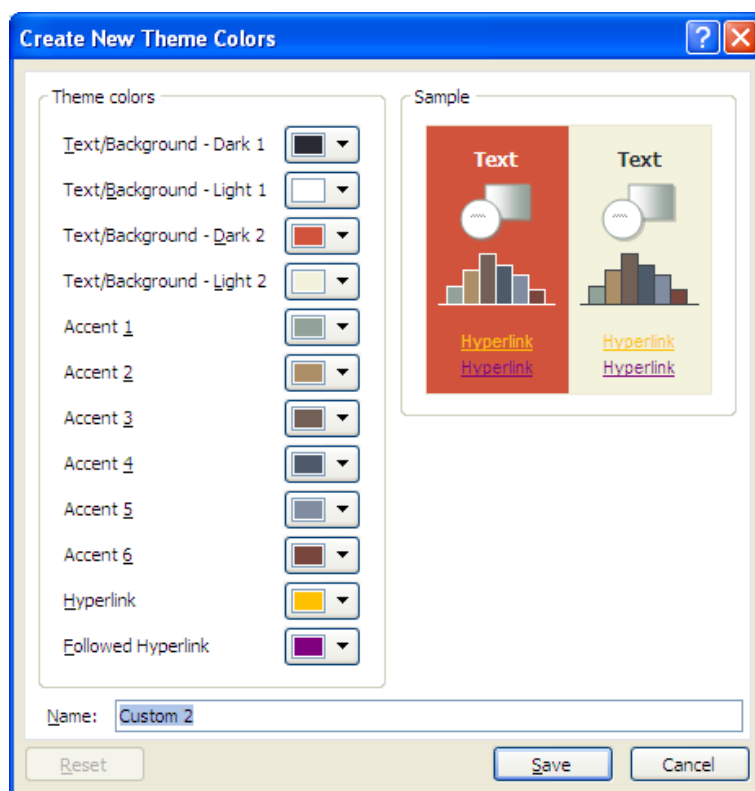 Create New Theme Colors
Theme colors
Text/Background - Dark 1
Text/Background - Light 1
Text/Background - Dark 2
Text/Background - Light 2
Accent 1
Accent 2
Accent 3
Accent 4
Accent 5
Accent 6
Hyperlink
Followed Hyperlink
Sample
Text Text
Hyperlink Hyperlink
Hyperlink Hyperlink
Name: Custom 2
Reset Save Cancel